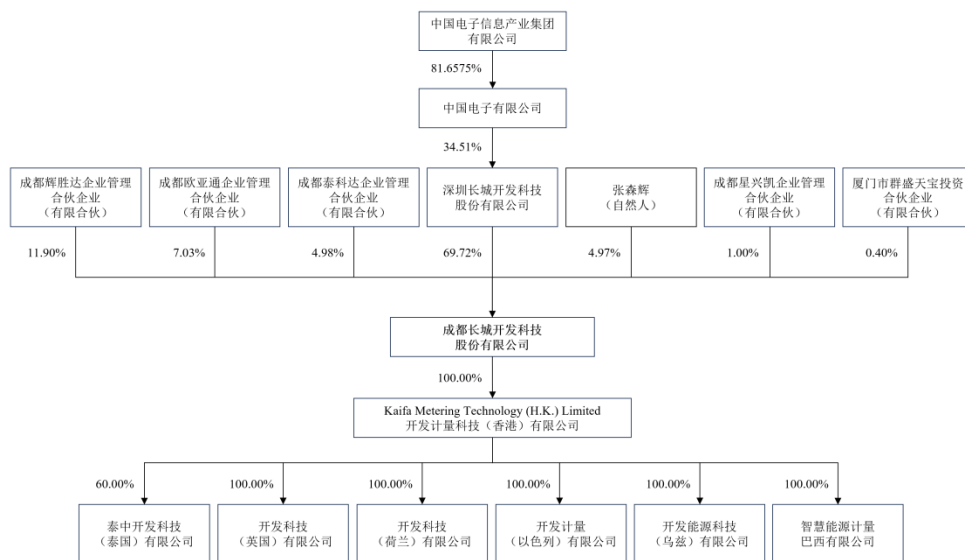 中国电子信息产业集团
有限公司
81.6575%
中国电子有限公司
34.51%
成都辉胜达企业管理
合伙企业
（有限合伙）
成都欧亚通企业管理
合伙企业
（有限合伙）
成都泰科达企业管理
合伙企业
（有限合伙）
深圳长城开发科技
股份有限公司
张森辉
（自然人）
成都星兴凯企业管理
合伙企业
（有限合伙）
厦门市群盛天宝投资
合伙企业
（有限合伙）
11.90%
7.03%
4.98%
69.72%
4.97%
1.00%
0.40%
成都长城开发科技
股份有限公司
100.00%
Kaifa Metering Technology (H.K.) Limited
开发计量科技（香港）有限公司
60.00%
100.00%
100.00%
100.00%
100.00%
100.00%
泰中开发科技
（泰国）有限公司
开发科技
（英国）有限公司
开发科技
（荷兰）有限公司
开发计量
（以色列）有限公司
开发能源科技
（乌兹）有限公司
智慧能源计量
巴西有限公司